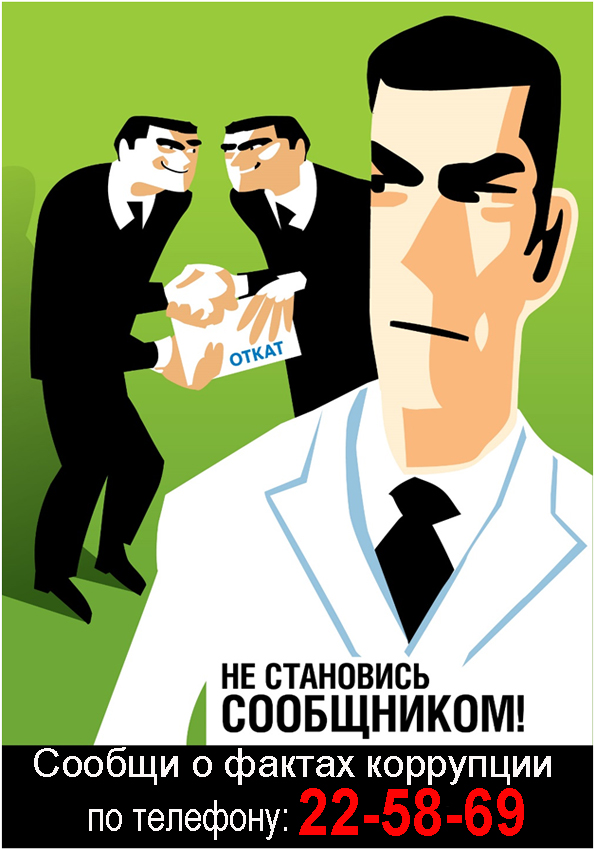 ОТКАТ
НЕ СТАНОВИСЬ
СООБЩНИКОМ!
Сообщи о фактах коррупции
по телефону: 22-58-69